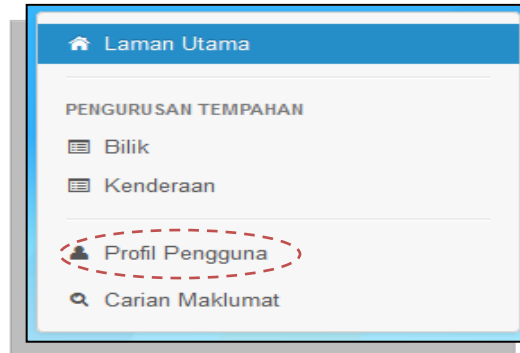 Laman Utama
PENGURUSAN TEMPAHAN
Bilik
Kenderaan
Profil Pengguna
Carian Maklumat